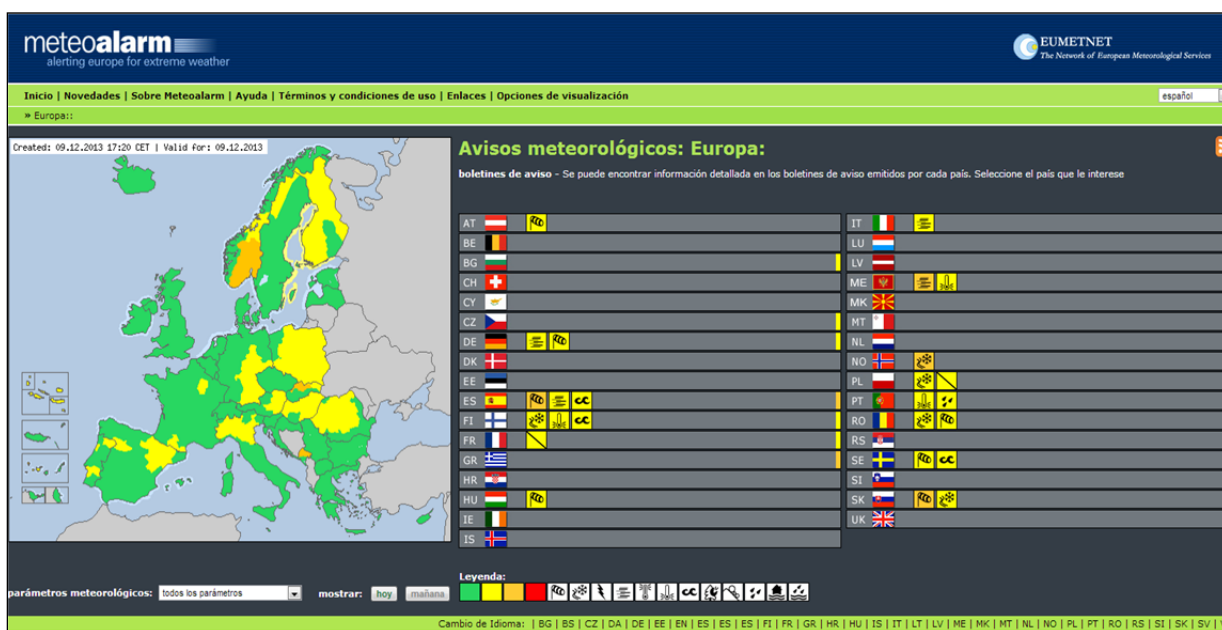 meteoalarm
alerting europe for extreme weather
EUMETNET
The Network of European Meteorological Services
Inicio | Novedades | Sobre Meteoalarm | Ayuda | Términos y condiciones de uso | Enlaces | Opciones de visualización
español
» Europa::
Created: 09.12.2013 17:20 CET | Valid for: 09.12.2013
Avisos meteorológicos: Europa:
boletines de aviso - Se puede encontrar información detallada en los boletines de aviso emitidos por cada país. Seleccione el país que le interese
AT
BE
BG
CH
CY
CZ
DE
DK
EE
ES
FI
FR
GR
HR
HU
IE
IS
IT
LU
LV
ME
MK
MT
NL
NO
PL
PT
RO
RS
SE
SI
SK
UK
parámetros meteorológicos: todos los parámetros mostrar: hoy mañana
Leyenda:
Cambio de Idioma: | BG | BS | CZ | DA | DE | EE | EN | ES | ES | ES | FI | FR | GR | HR | HU | IS | IT | LT | LV | ME | MK | MT | NL | NO | PL | PT | RO | RS | SI | SK | SV |